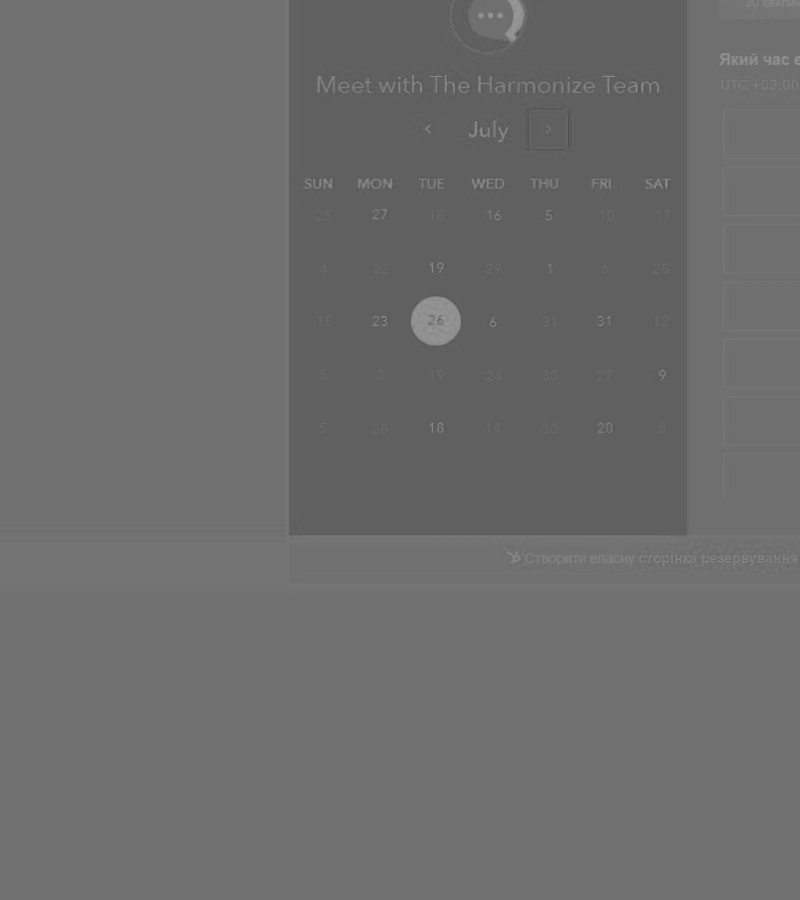 Який час
UTC +03:00
Meet with The Harmonize Team
July
SUN MON TUE WED THU FRI SAT
25 27 18 16 5 10 17
4 22 19 29 1 6 25
15 23 26 6 31 31 12
5 8 19 24 30 27 9
5 28 18 14 30 20 8
Створити власну сторінка резервування